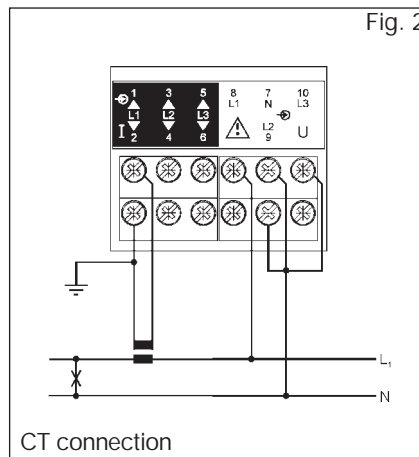 Fig. 2
1 3 5 8 7 10
L1 N L3
L1 L2 L3
I L2 U
2 4 6 9
L1
N
CT connection